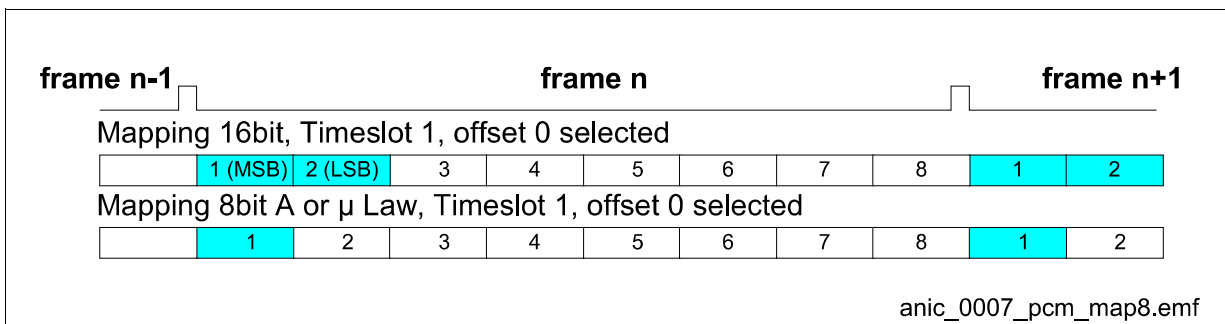 frame n-1 frame n frame n+1
Mapping 16bit, Timeslot 1, offset 0 selected
1 (MSB) 2 (LSB) 3 4 5 6 7 8 1 2
Mapping 8bit A or μ Law, Timeslot 1, offset 0 selected
1 2 3 4 5 6 7 8 1 2
anic_0007_pcm_map8.emf